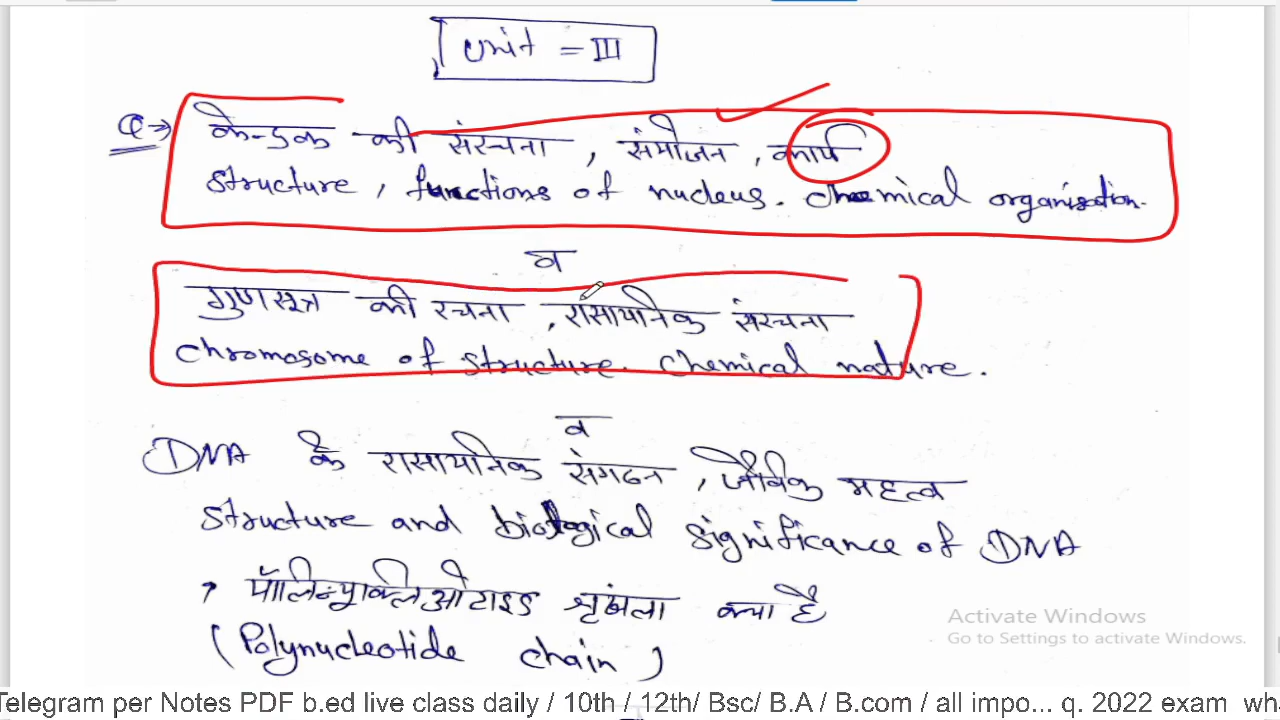 Unit = III
Q⇒ केन्द्रक की संरचना, संयोजन, कार्य
structure, functions of nucleus. Chemical organisation.
व
गुणसूत्र की रचना, रासायनिक संरचना
Chromosome of structure. Chemical nature.
व
DNA के रासायनिक संगठन, जैविक महत्व
structure and biological significance of DNA
, पॉलिन्यूक्लिओटाइड श्रृंखला क्या है
(Polynucleotide chain)
Activate Windows
Go to Settings to activate Windows.
Telegram per Notes PDF b.ed live class daily / 10th / 12th/ Bsc/ B.A / B.com / all impo... q. 2022 exam wh